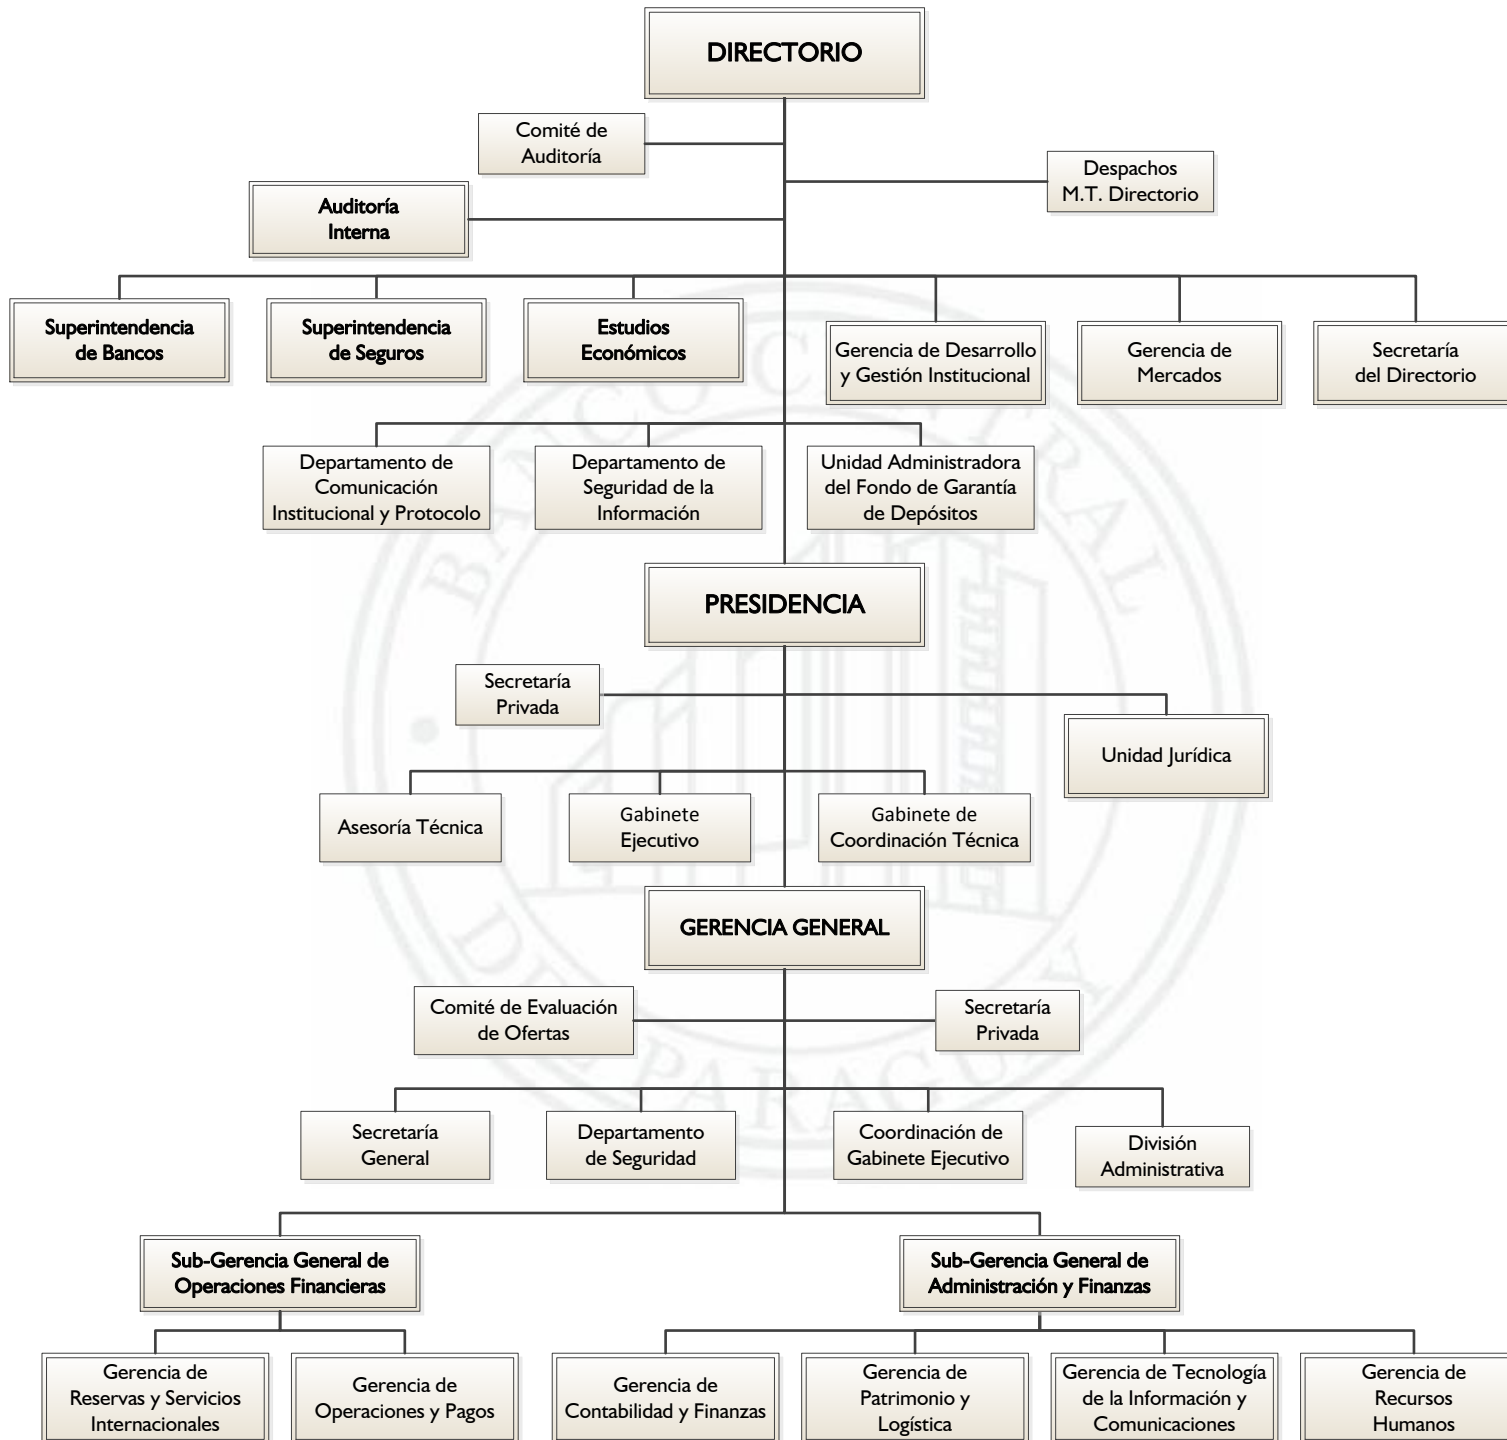 DIRECTORIO
Comité de
Auditoría
Despachos
M.T. Directorio
Auditoría
Interna
Superintendencia
de Bancos
Superintendencia
de Seguros
Estudios
Económicos
Gerencia de Desarrollo
y Gestión Institucional
Gerencia de
Mercados
Secretaría
del Directorio
Departamento de
Comunicación
Institucional y Protocolo
Departamento de
Seguridad de la
Información
Unidad Administradora
del Fondo de Garantía
de Depósitos
PRESIDENCIA
Secretaría
Privada
Unidad Jurídica
Asesoría Técnica
Gabinete
Ejecutivo
Gabinete de
Coordinación Técnica
GERENCIA GENERAL
Comité de Evaluación
de Ofertas
Secretaría
Privada
Secretaría
General
Departamento
de Seguridad
Coordinación de
Gabinete Ejecutivo
División
Administrativa
Sub-Gerencia General de
Operaciones Financieras
Sub-Gerencia General de
Administración y Finanzas
Gerencia de
Reservas y Servicios
Internacionales
Gerencia de
Operaciones y Pagos
Gerencia de
Contabilidad y Finanzas
Gerencia de
Patrimonio y
Logística
Gerencia de Tecnología
de la Información y
Comunicaciones
Gerencia de
Recursos
Humanos
BANCO CENTRAL
DEL PARAGUAY